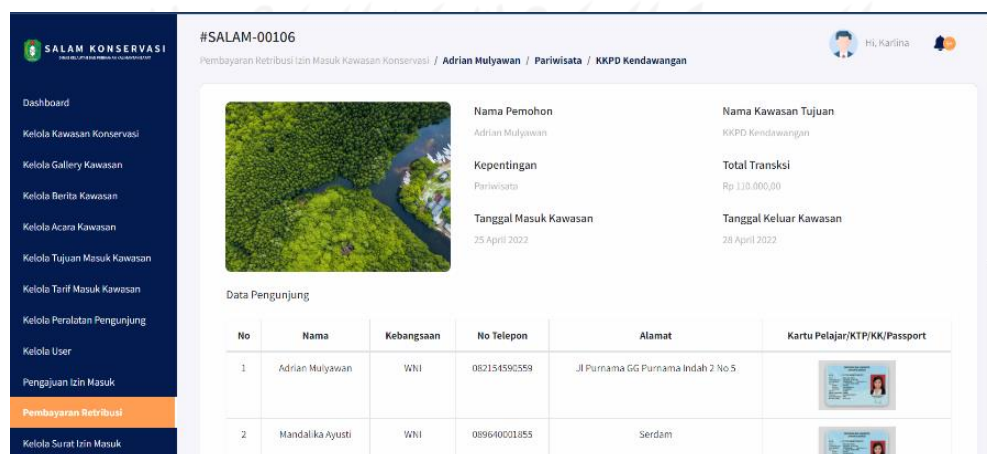 #SALAM-00106
Pembayaran Retribusi Izin Masuk Kawasan Konservasi / Adrian Mulyawan / Pariwisata / KKPD Kendawangan
Hi, Karlina
SALAM KONSERVASI
Dashboard
Kelola Kawasan Konservasi
Kelola Gallery Kawasan
Kelola Berita Kawasan
Kelola Acara Kawasan
Kelola Tujuan Masuk Kawasan
Kelola Tarif Masuk Kawasan
Kelola Peralatan Pengunjung
Kelola User
Pengajuan Izin Masuk
Pembayaran Retribusi
Kelola Surat Izin Masuk
Nama Pemohon
Adrian Mulyawan
Nama Kawasan Tujuan
KKPD Kendawangan
Kepentingan
Pariwisata
Total Transksi
Rp 110.000,00
Tanggal Masuk Kawasan
25 April 2022
Tanggal Keluar Kawasan
28 April 2022
Data Pengunjung
No Nama Kebangsaan No Telepon Alamat Kartu Pelajar/KTP/KK/Passport
1 Adrian Mulyawan WNI 082154590559 Jl Purnama GG Purnama Indah 2 No 5
2 Mandalika Ayusti WNI 089640001855 Serdam